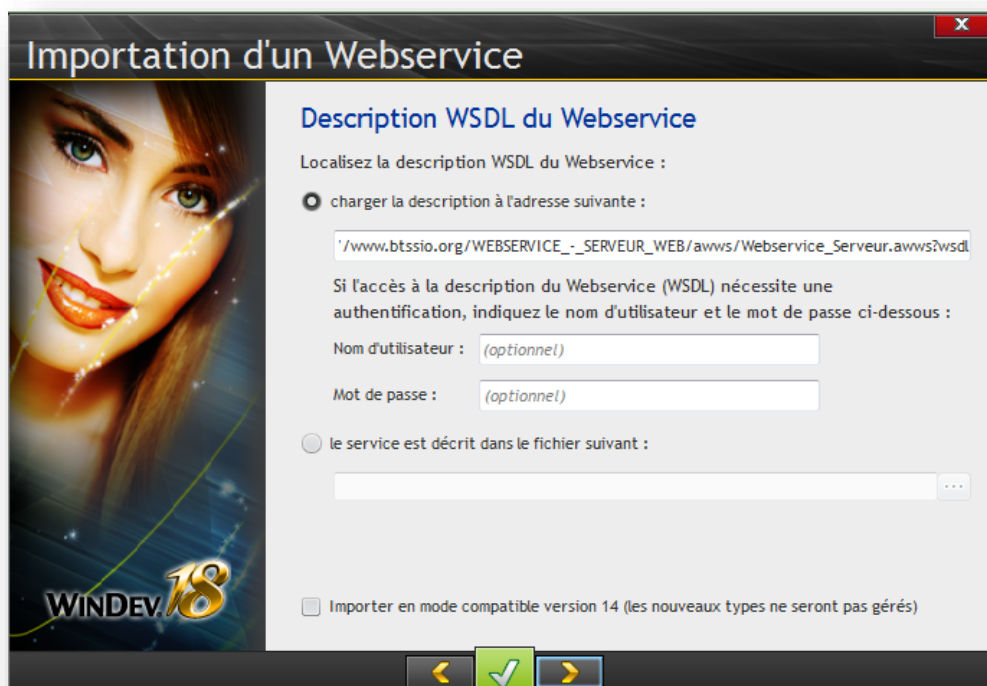 X
Importation d'un Webservice
Description WSDL du Webservice
Localisez la description WSDL du Webservice :
charger la description à l'adresse suivante :
'/www.btssio.org/WEBSERVICE_-_SERVEUR_WEB/awws/Webservice_Serveur.awws?wsdl
Si l'accès à la description du Webservice (WSDL) nécessite une
authentification, indiquez le nom d'utilisateur et le mot de passe ci-dessous :
Nom d'utilisateur : (optionnel)
Mot de passe : (optionnel)
le service est décrit dans le fichier suivant :
...
WINDEV. 18
Importer en mode compatible version 14 (les nouveaux types ne seront pas gérés)